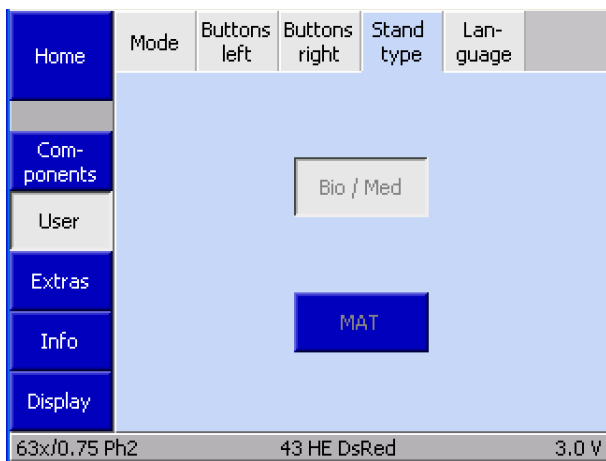 Home
Mode
Buttons
left
Buttons
right
Stand
type
Lan-
guage
Com-
ponents
User
Extras
Info
Display
Bio / Med
MAT
63x/0.75 Ph2 43 HE DsRed 3.0 V